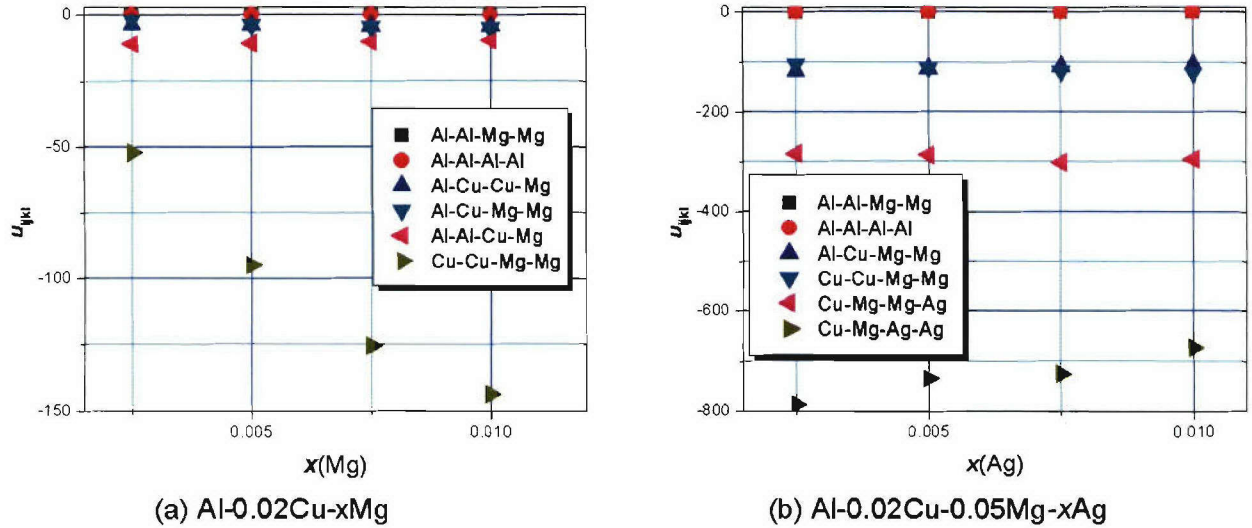 0
-50
-100
-150
u_ijkl
Al-Al-Mg-Mg
Al-Al-Al-Al
Al-Cu-Cu-Mg
Al-Cu-Mg-Mg
Al-Al-Cu-Mg
Cu-Cu-Mg-Mg
0.005
0.010
x(Mg)
(a) Al-0.02Cu-xMg
0
-200
-400
-600
-800
u_ijkl
Al-Al-Mg-Mg
Al-Al-Al-Al
Al-Cu-Mg-Mg
Cu-Cu-Mg-Mg
Cu-Mg-Mg-Ag
Cu-Mg-Ag-Ag
0.005
0.010
x(Ag)
(b) Al-0.02Cu-0.05Mg-xAg